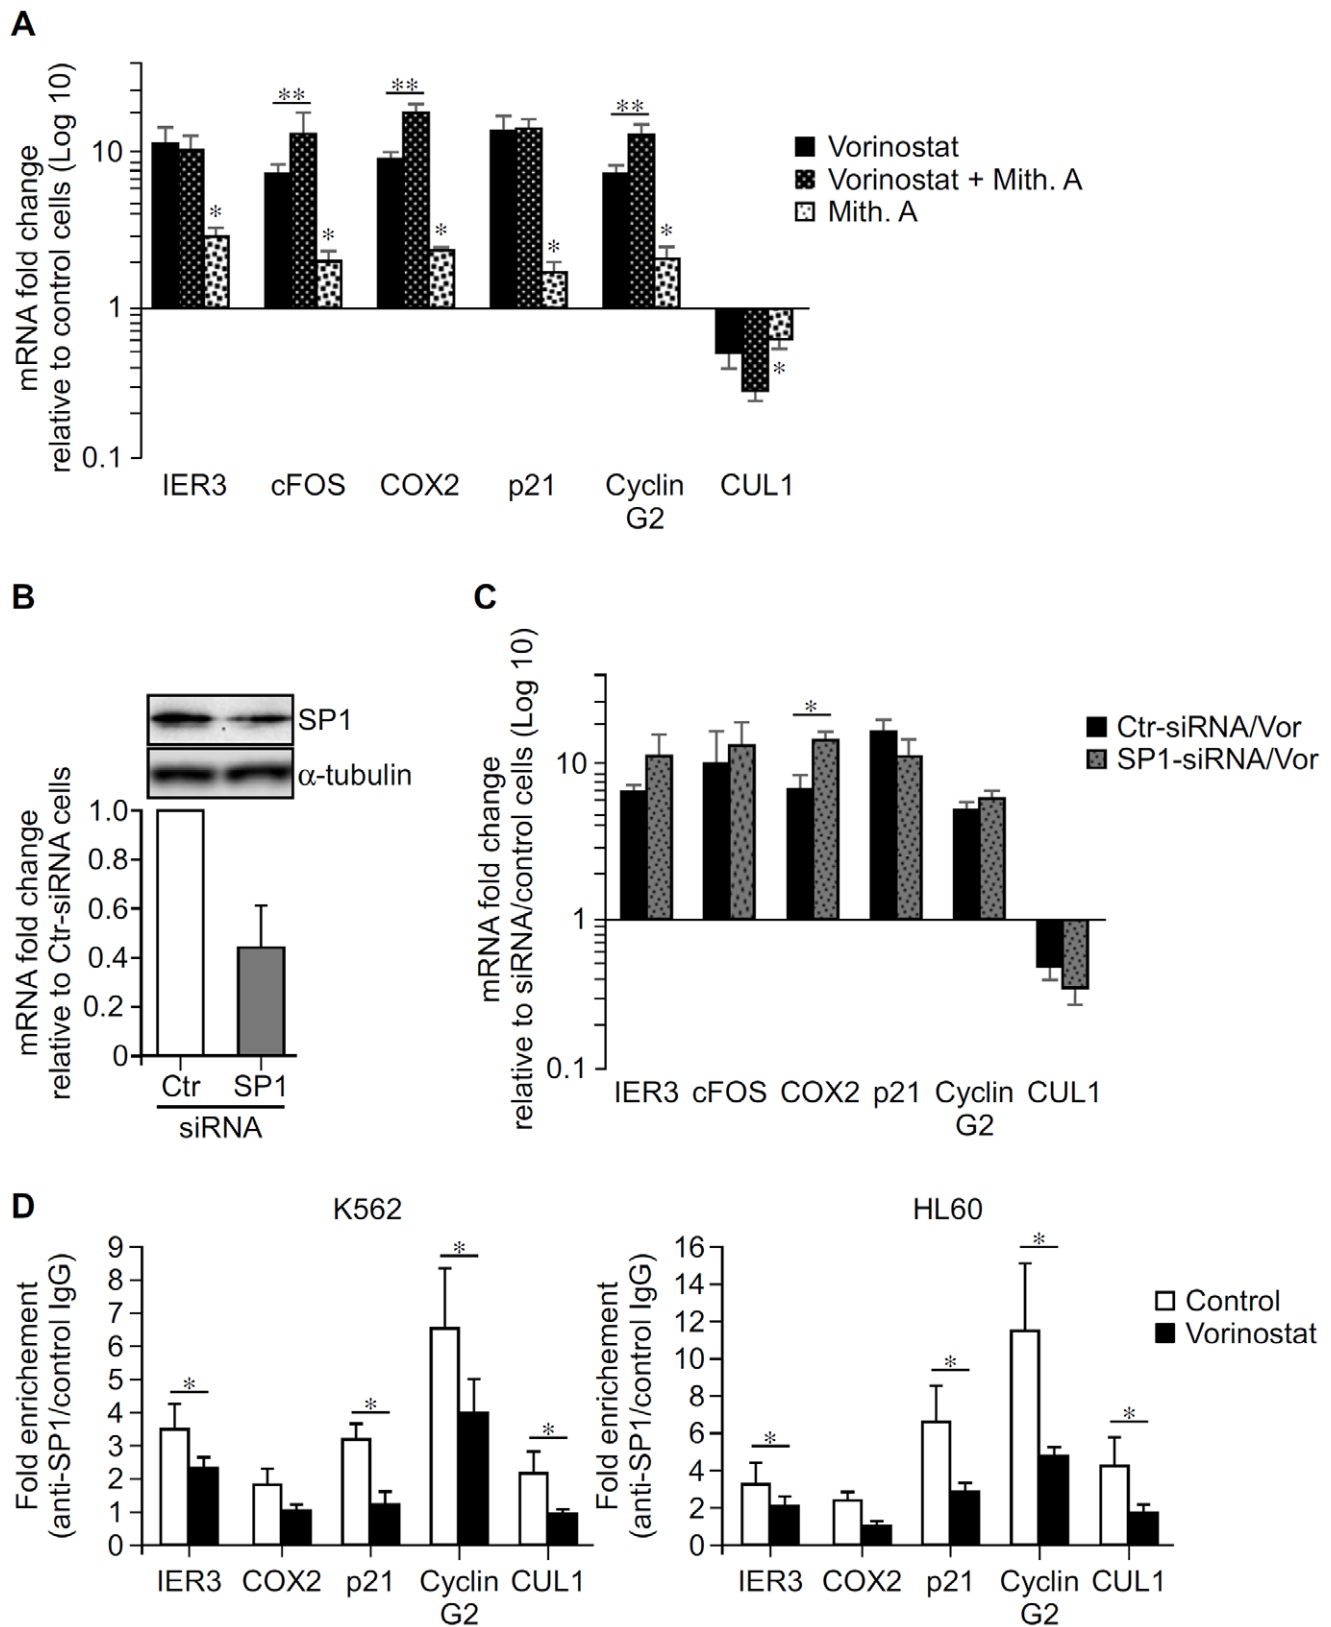 A
mRNA fold change
relative to control cells (Log 10)
10
1
0.1
** ** **
* * * * *
*
Vorinostat
Vorinostat + Mith. A
Mith. A
IER3 cFOS COX2 p21 Cyclin G2 CUL1
B
SP1
α-tubulin
mRNA fold change
relative to Ctr-siRNA cells
1.0
0.8
0.6
0.4
0.2
0
Ctr SP1
siRNA
C
mRNA fold change
relative to siRNA/control cells (Log 10)
10
1
0.1
*
Ctr-siRNA/Vor
SP1-siRNA/Vor
IER3 cFOS COX2 p21 Cyclin G2 CUL1
D
K562
Fold enrichement
(anti-SP1/control IgG)
9
8
7
6
5
4
3
2
1
0
* * * *
IER3 COX2 p21 Cyclin G2 CUL1
HL60
Fold enrichement
(anti-SP1/control IgG)
16
14
12
10
8
6
4
2
0
* * * *
IER3 COX2 p21 Cyclin G2 CUL1
Control
Vorinostat